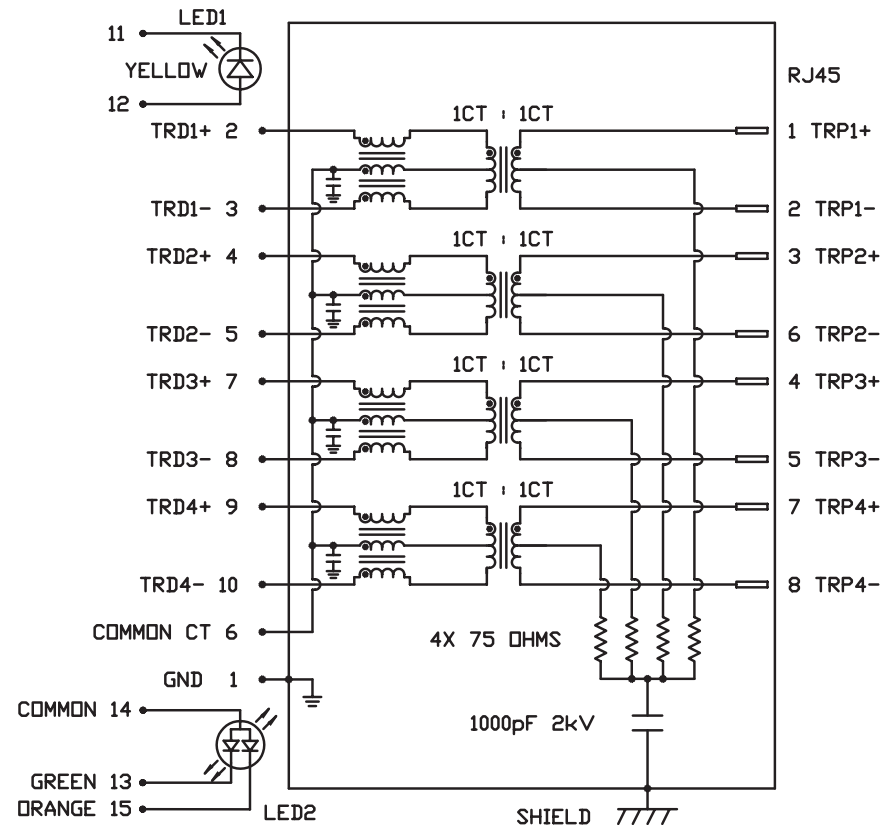 LED1
11
YELLOW
12
RJ45
1CT : 1CT
TRD1+ 2
1 TRP1+
TRD1- 3
2 TRP1-
1CT : 1CT
TRD2+ 4
3 TRP2+
TRD2- 5
6 TRP2-
1CT : 1CT
TRD3+ 7
4 TRP3+
TRD3- 8
5 TRP3-
1CT : 1CT
TRD4+ 9
7 TRP4+
TRD4- 10
8 TRP4-
COMMON CT 6
4X 75 OHMS
GND 1
COMMON 14
1000pF 2kV
GREEN 13
ORANGE 15
LED2
SHIELD